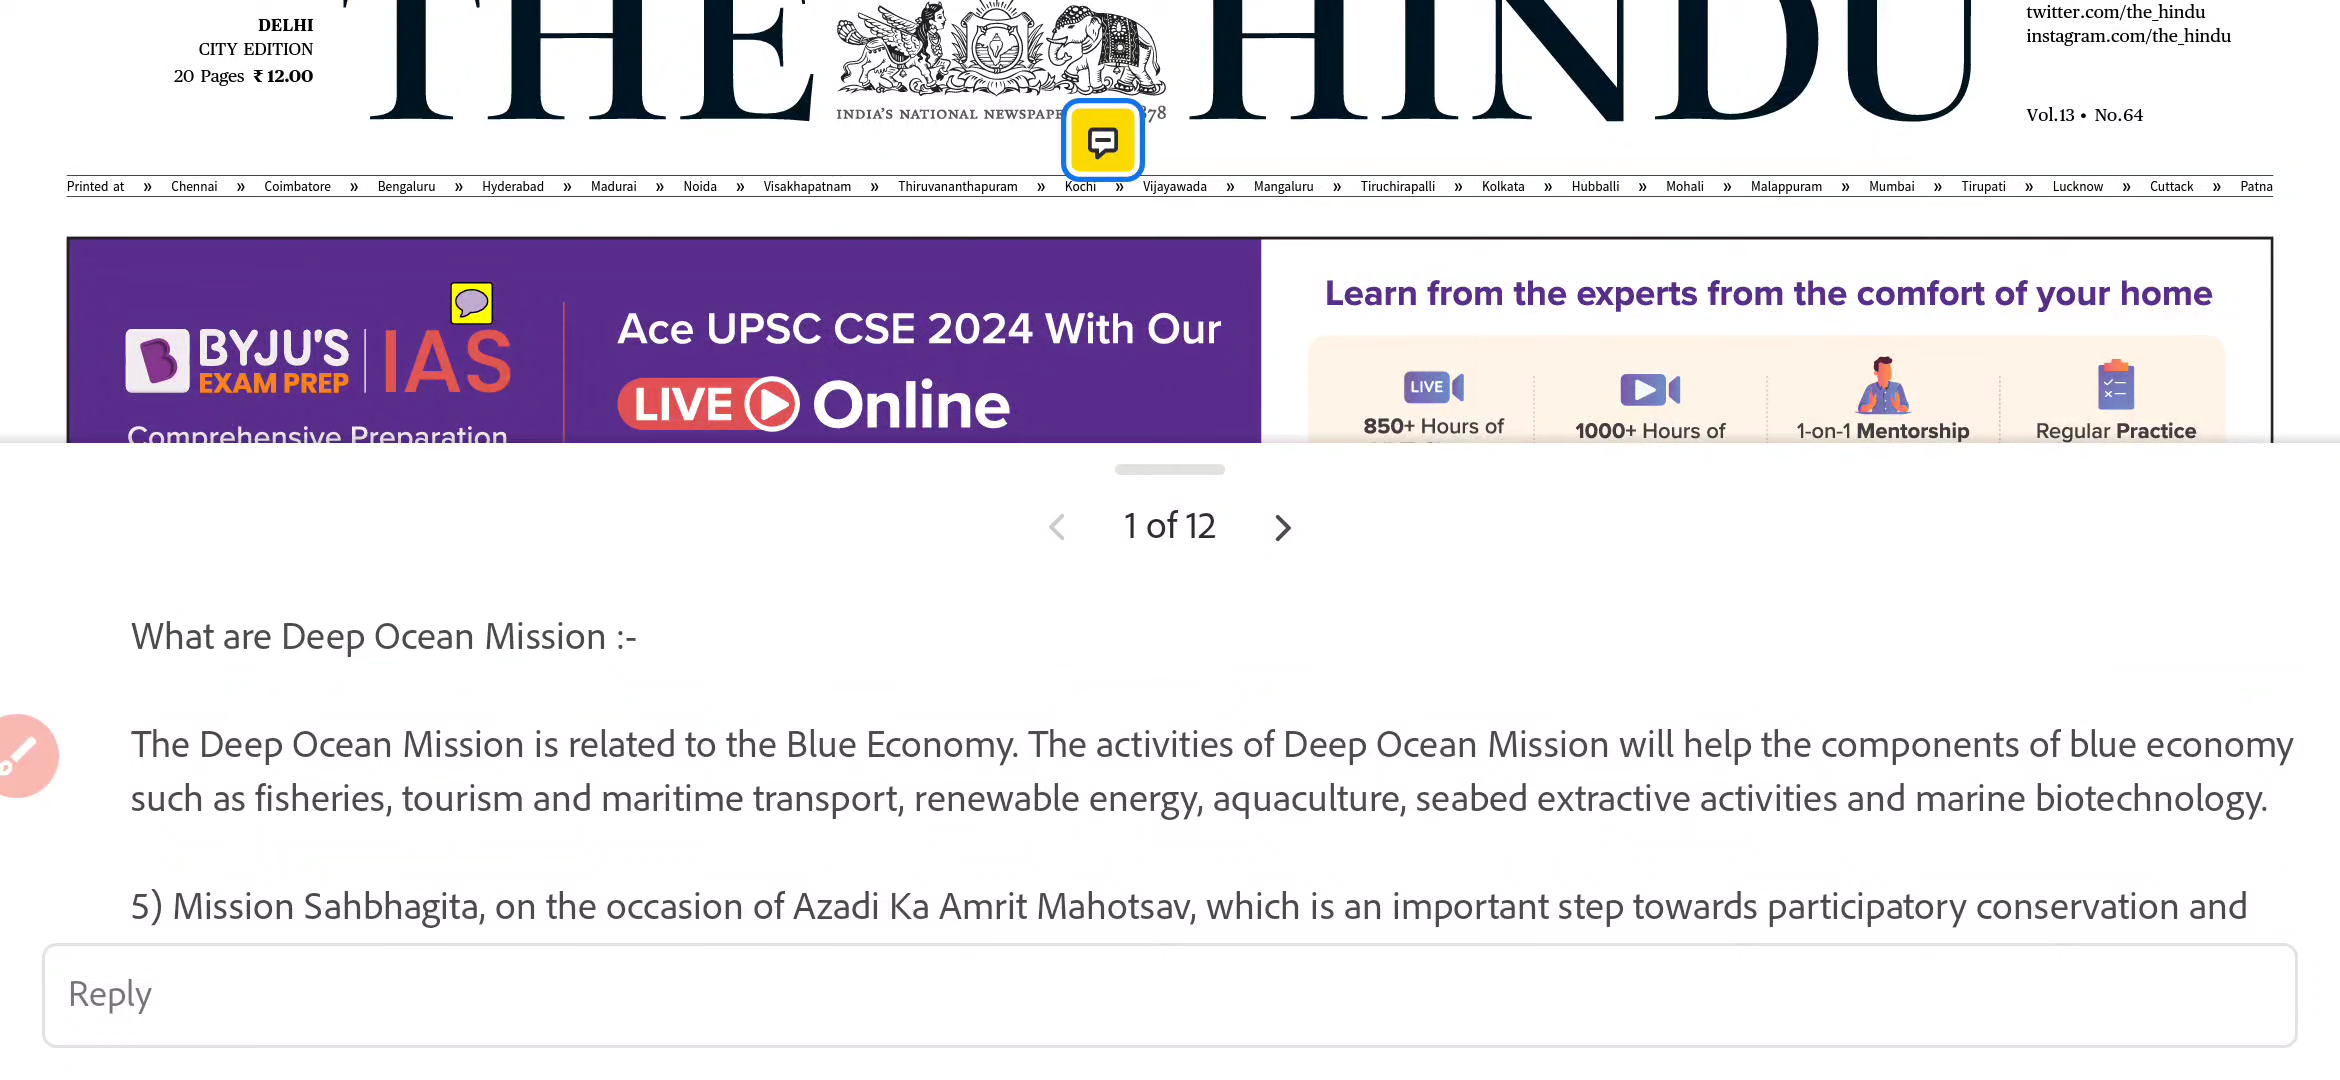 DELHI
CITY EDITION
20 Pages ₹ 12.00
THE HINDU
INDIA'S NATIONAL NEWSPAPE 878
twitter.com/the_hindu
instagram.com/the_hindu
Vol.13 • No.64
Printed at » Chennai » Coimbatore » Bengaluru » Hyderabad » Madurai » Noida » Visakhapatnam » Thiruvananthapuram » Kochi » Vijayawada » Mangaluru » Tiruchirapalli » Kolkata » Hubballi » Mohali » Malappuram » Mumbai » Tirupati » Lucknow » Cuttack » Patna
BYJU'S
EXAM PREP
IAS
Comprehensive Preparation
Ace UPSC CSE 2024 With Our
LIVE Online
Learn from the experts from the comfort of your home
LIVE
850+ Hours of
1000+ Hours of
1-on-1 Mentorship
Regular Practice
1 of 12
What are Deep Ocean Mission :-
The Deep Ocean Mission is related to the Blue Economy. The activities of Deep Ocean Mission will help the components of blue economy
such as fisheries, tourism and maritime transport, renewable energy, aquaculture, seabed extractive activities and marine biotechnology.
5) Mission Sahbhagita, on the occasion of Azadi Ka Amrit Mahotsav, which is an important step towards participatory conservation and
Reply